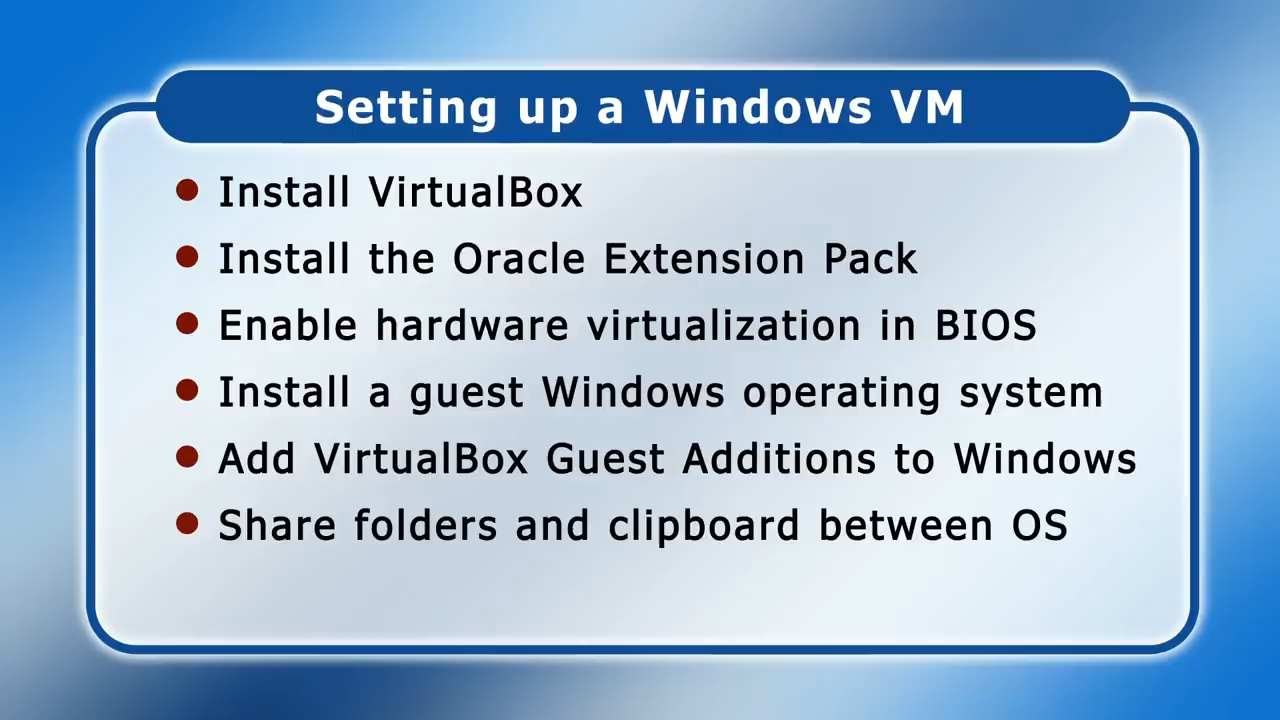 Setting up a Windows VM
Install VirtualBox
Install the Oracle Extension Pack
Enable hardware virtualization in BIOS
Install a guest Windows operating system
Add VirtualBox Guest Additions to Windows
Share folders and clipboard between OS